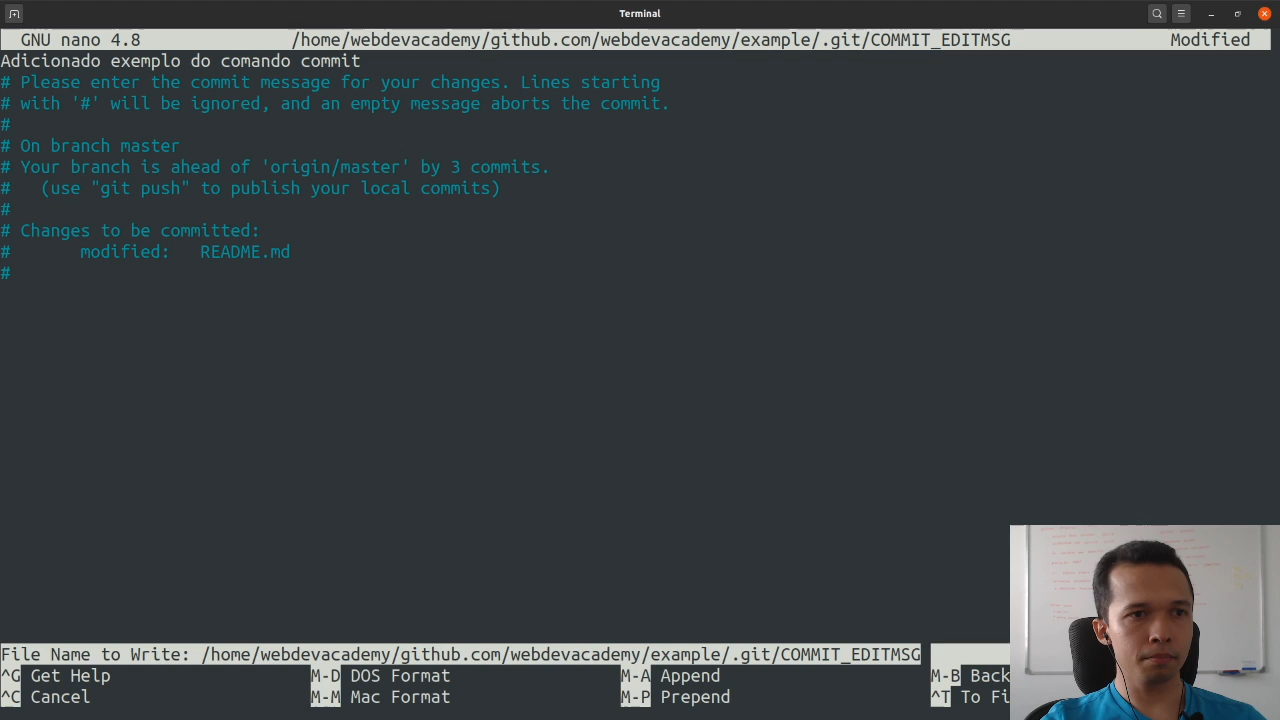 Terminal
GNU nano 4.8 /home/webdevacademy/github.com/webdevacademy/example/.git/COMMIT_EDITMSG Modified
Adicionado exemplo do comando commit
# Please enter the commit message for your changes. Lines starting
# with '#' will be ignored, and an empty message aborts the commit.
#
# On branch master
# Your branch is ahead of 'origin/master' by 3 commits.
#   (use "git push" to publish your local commits)
#
# Changes to be committed:
#       modified:   README.md
#
File Name to Write: /home/webdevacademy/github.com/webdevacademy/example/.git/COMMIT_EDITMSG
^G Get Help M-D DOS Format M-A Append M-B Back
^C Cancel M-M Mac Format M-P Prepend ^T To Fi